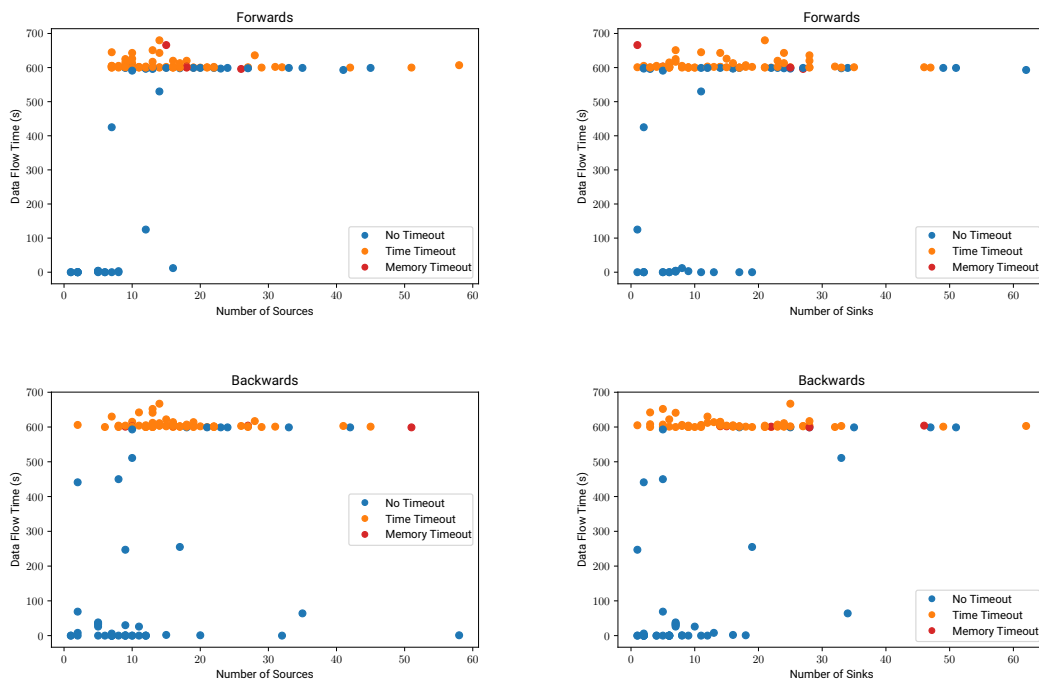 Forwards
Data Flow Time (s)
700
600
500
400
300
200
100
0
No Timeout
Time Timeout
Memory Timeout
0 10 20 30 40 50 60
Number of Sources
Forwards
Data Flow Time (s)
700
600
500
400
300
200
100
0
No Timeout
Time Timeout
Memory Timeout
0 10 20 30 40 50 60
Number of Sinks
Backwards
Data Flow Time (s)
700
600
500
400
300
200
100
0
No Timeout
Time Timeout
Memory Timeout
0 10 20 30 40 50 60
Number of Sources
Backwards
Data Flow Time (s)
700
600
500
400
300
200
100
0
No Timeout
Time Timeout
Memory Timeout
0 10 20 30 40 50 60
Number of Sinks